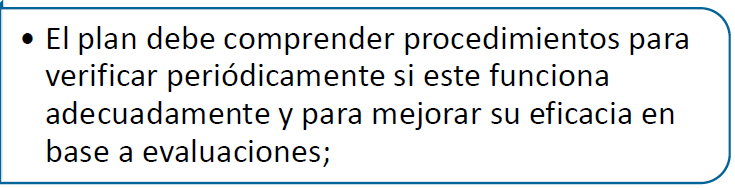 • El plan debe comprender procedimientos para
verificar periódicamente si este funciona
adecuadamente y para mejorar su eficacia en
base a evaluaciones;